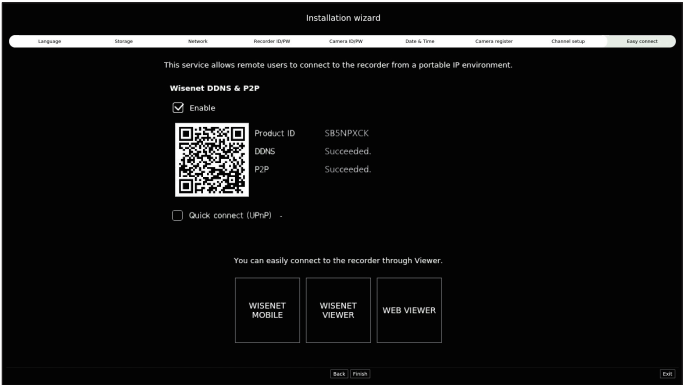 Installation wizard
Language Storage Network Recorder ID/PW Camera ID/PW Date & Time Camera register Channel setup Easy connect
This service allows remote users to connect to the recorder from a portable IP environment.
Wisenet DDNS & P2P
Enable
Product ID SB5NPXCK
DDNS Succeeded.
P2P Succeeded.
Quick connect (UPnP) -
You can easily connect to the recorder through Viewer.
WISENET MOBILE WISENET VIEWER WEB VIEWER
Back Finish Exit